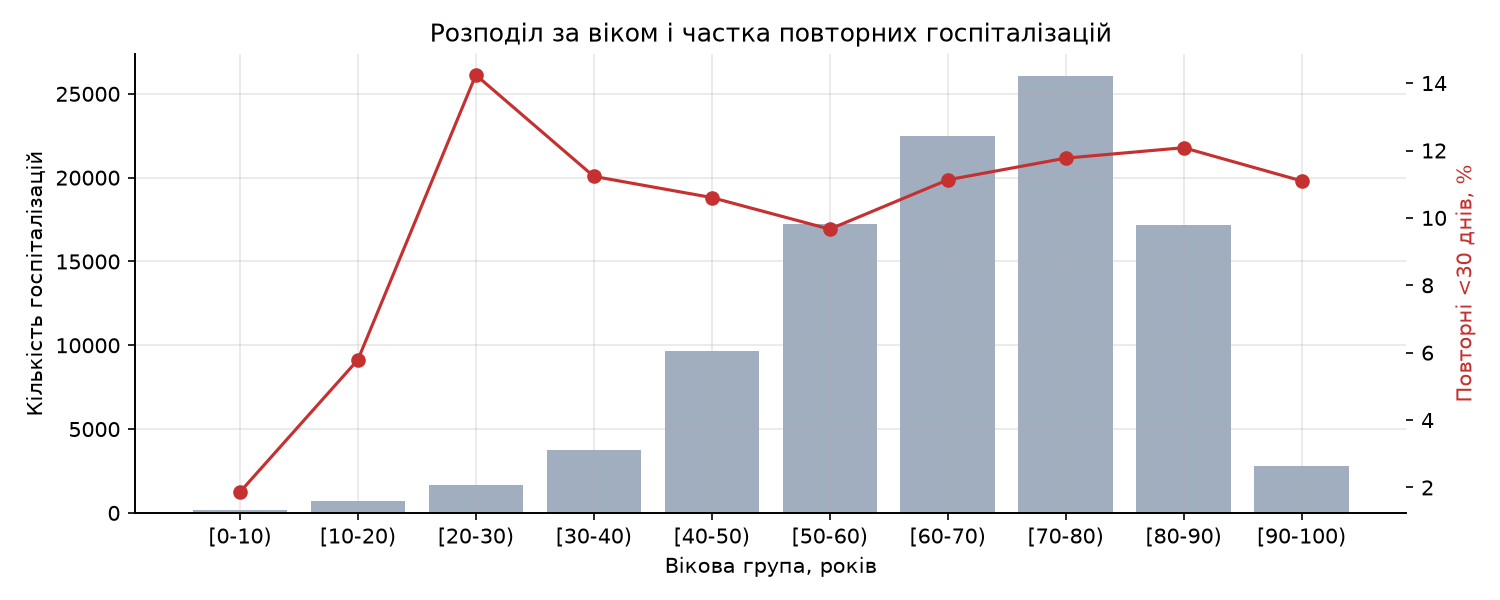 Розподіл за віком і частка повторних госпіталізацій
Кількість госпіталізацій
25000
20000
15000
10000
5000
0
14
12
10
8
6
4
2
Повторні <30 днів, %
[0-10) [10-20) [20-30) [30-40) [40-50) [50-60) [60-70) [70-80) [80-90) [90-100)
Вікова група, років